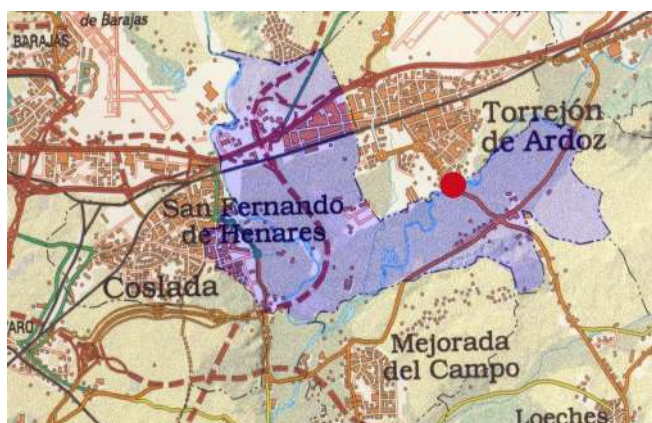 de Barajas
BARAJAS
Torrejón
de Ardoz
San Fernando
de Henares
Coslada
Mejorada
del Campo
Loeches